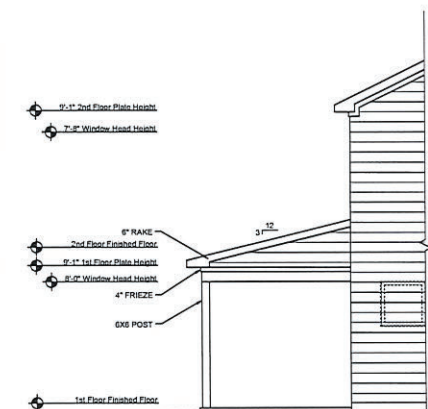 9'-1" 2nd Floor Plate Height
7'-8" Window Head Height
12
3
6" RAKE
2nd Floor Finished Floor
9'-1" 1st Floor Plate Height
8'-0" Window Head Height
4" FRIEZE
6X6 POST
1st Floor Finished Floor